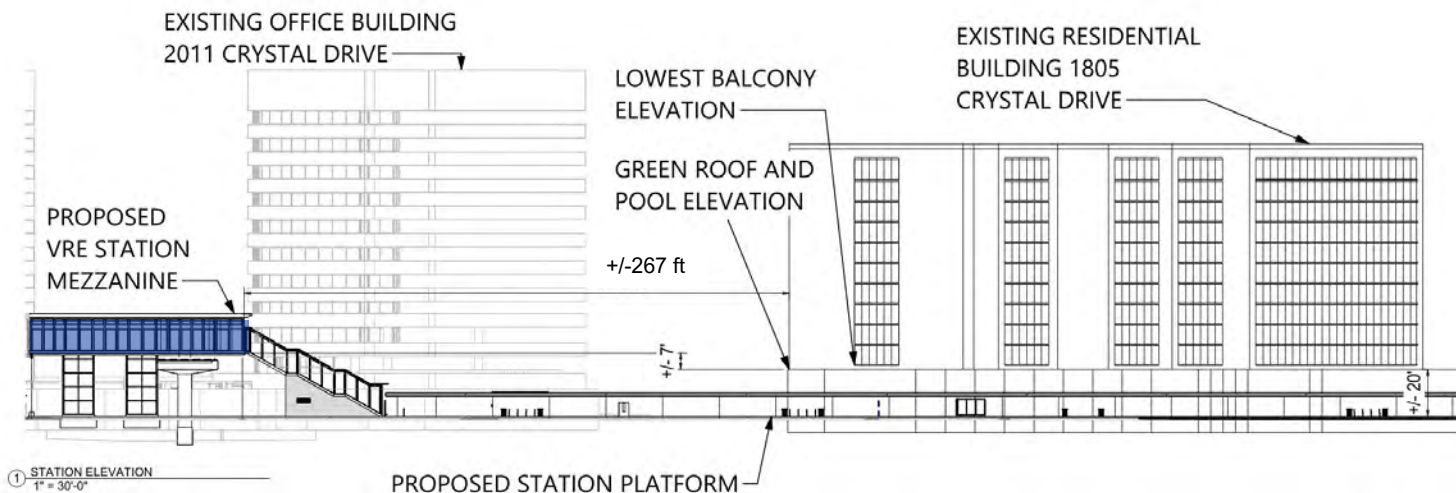 EXISTING OFFICE BUILDING
2011 CRYSTAL DRIVE
EXISTING RESIDENTIAL
BUILDING 1805
CRYSTAL DRIVE
LOWEST BALCONY
ELEVATION
GREEN ROOF AND
POOL ELEVATION
PROPOSED
VRE STATION
MEZZANINE
+/-267 ft
+/- 7'
+/- 20'
1 STATION ELEVATION
1" = 30'-0"
PROPOSED STATION PLATFORM